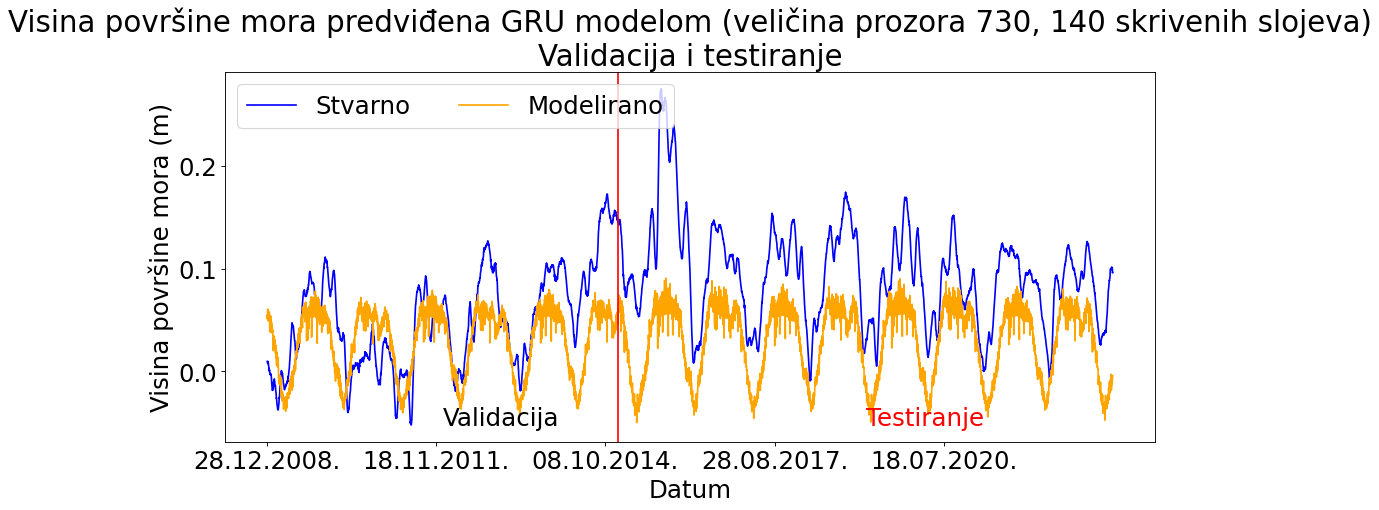 Visina površine mora predviđena GRU modelom (veličina prozora 730, 140 skrivenih slojeva)
Validacija i testiranje
Stvarno
Modelirano
Visina površine mora (m)
0.2
0.1
0.0
Validacija
Testiranje
28.12.2008.
18.11.2011.
08.10.2014.
28.08.2017.
18.07.2020.
Datum